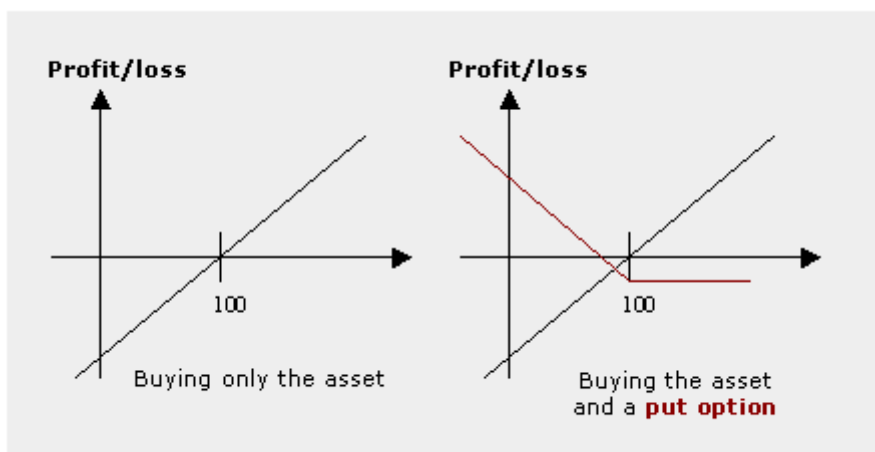 Profit/loss
100
Buying only the asset
Profit/loss
100
Buying the asset
and a put option